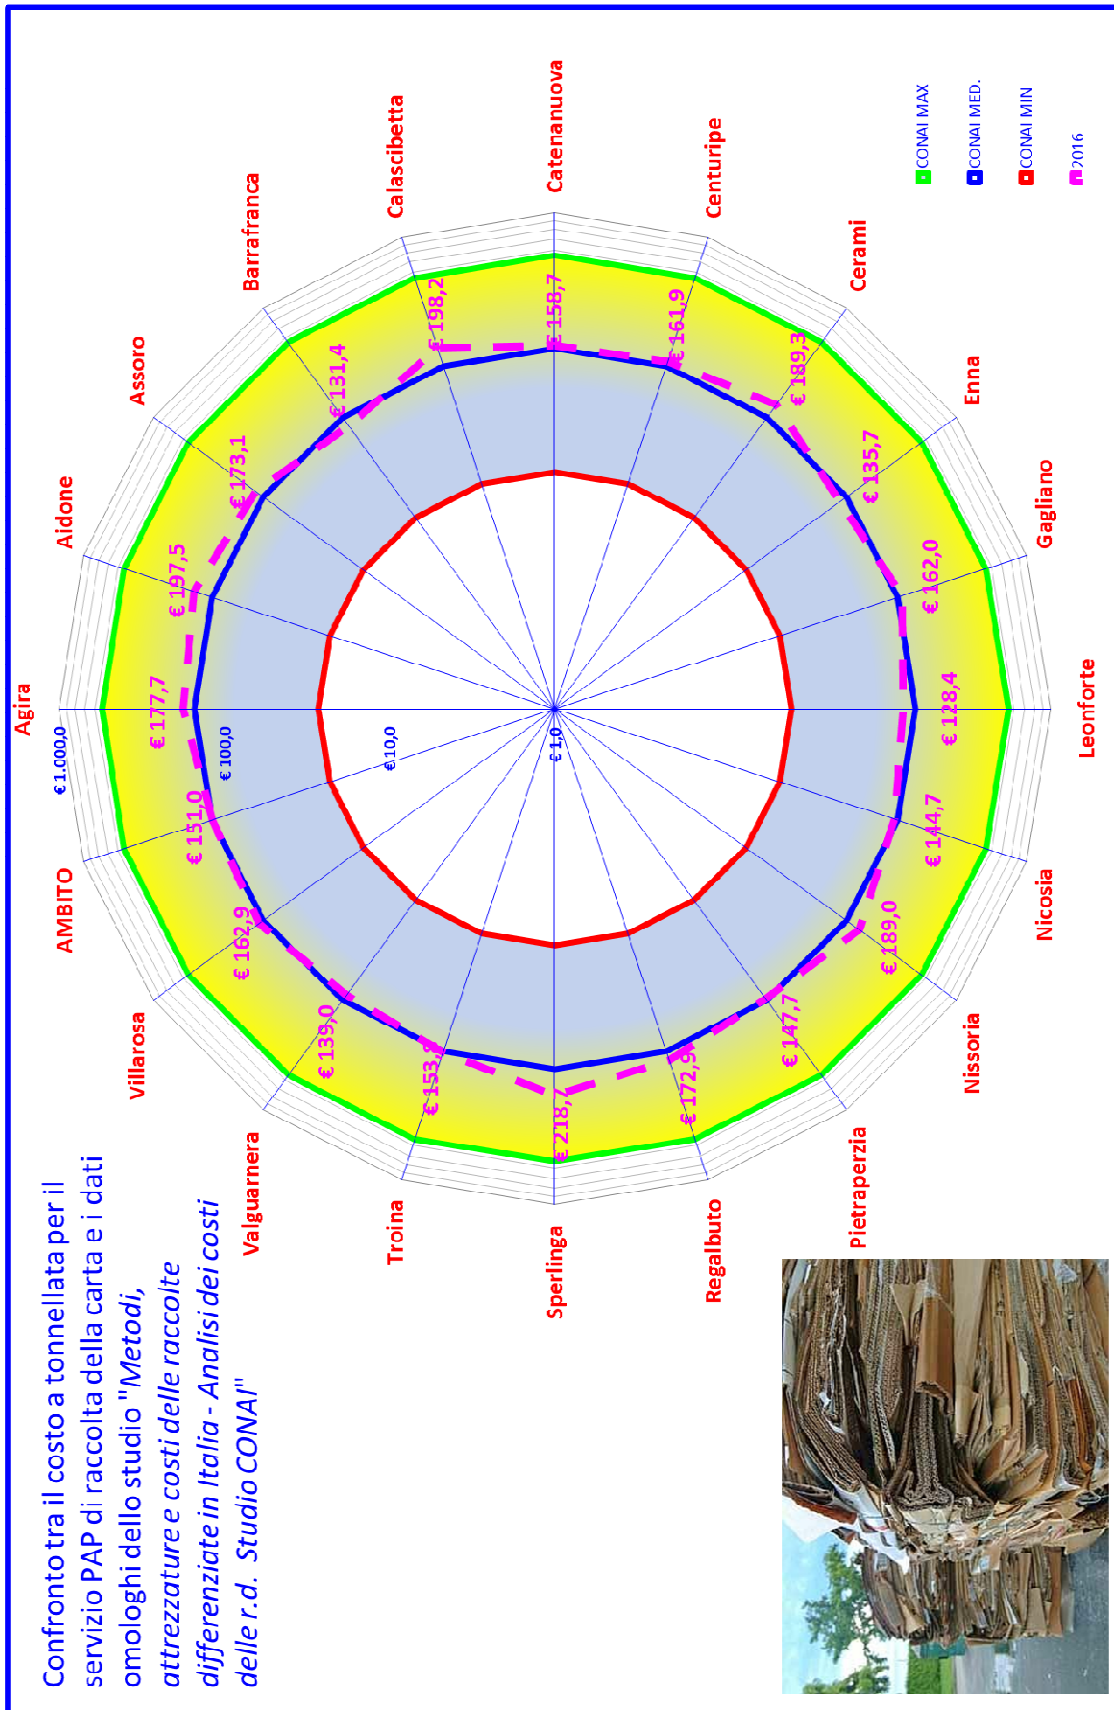 Confronto tra il costo a tonnellata per il
servizio PAP di raccolta della carta e i dati
omologhi dello studio "Metodi,
attrezzature e costi delle raccolte
differenziate in Italia - Analisi dei costi
delle r.d. Studio CONAI"
Agira
Aidone
Assoro
Barrafranca
Calascibetta
Catenanuova
Centuripe
Cerami
Enna
Gagliano
Leonforte
Nicosia
Nissoria
Pietraperzia
Regalbuto
Sperlinga
Troina
Valguarnera
Villarosa
AMBITO
€ 177,7
€ 197,5
€ 173,1
€ 131,4
€ 198,2
€ 158,7
€ 161,9
€ 189,3
€ 135,7
€ 162,0
€ 128,4
€ 144,7
€ 189,0
€ 147,7
€ 172,9
€ 218,7
€ 139,0
€ 162,9
€ 151,0
€ 1.000,0
€ 100,0
€ 10,0
€ 1,0
CONAI MAX
CONAI MED.
CONAI MIN
2016